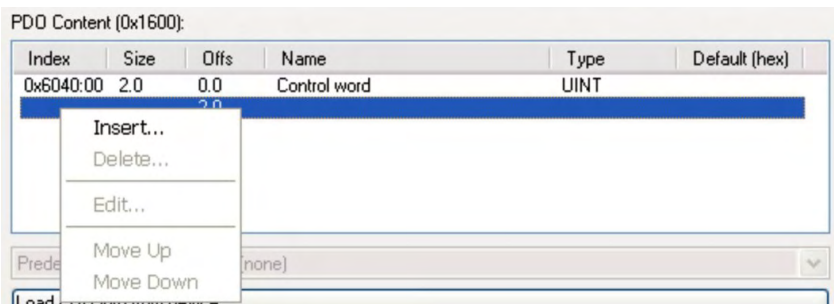 PDO Content (0x1600):
Index Size Offs Name Type Default (hex)
0x6040:00 2.0 0.0 Control word UINT
2.0
Insert...
Delete...
Edit...
Move Up
Prede (none)
Move Down
Load